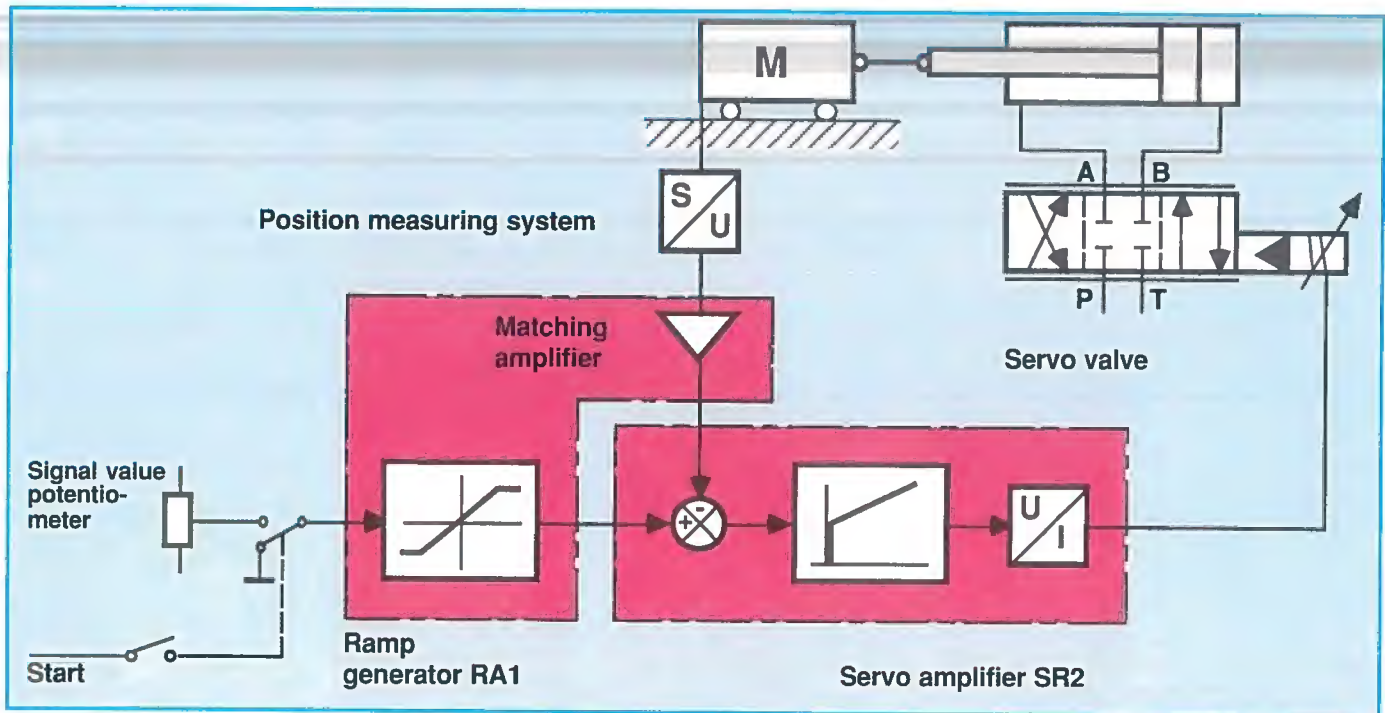 M
A B
S
U
Position measuring system
P T
Matching
amplifier
Servo valve
Signal value
potentio-
meter
+ -
U
I
Start
Ramp
generator RA1
Servo amplifier SR2